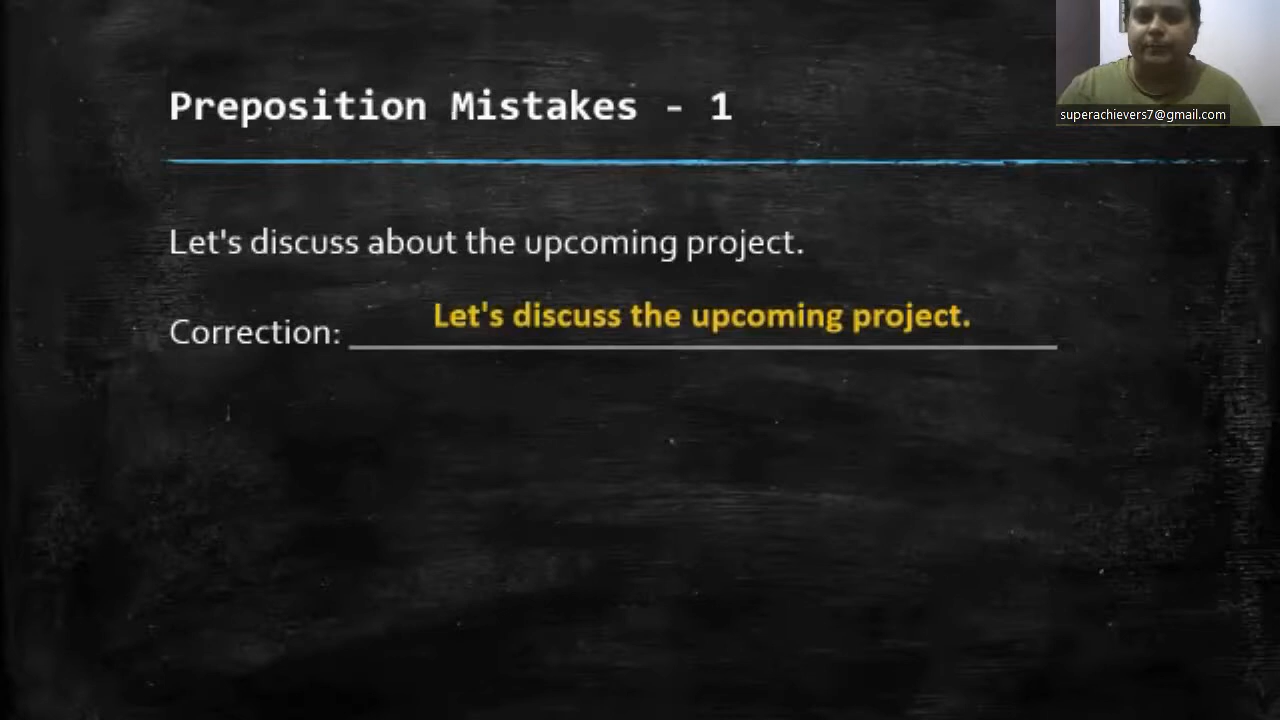 Preposition Mistakes - 1
superachievers7@gmail.com
Let's discuss about the upcoming project.
Let's discuss the upcoming project.
Correction: